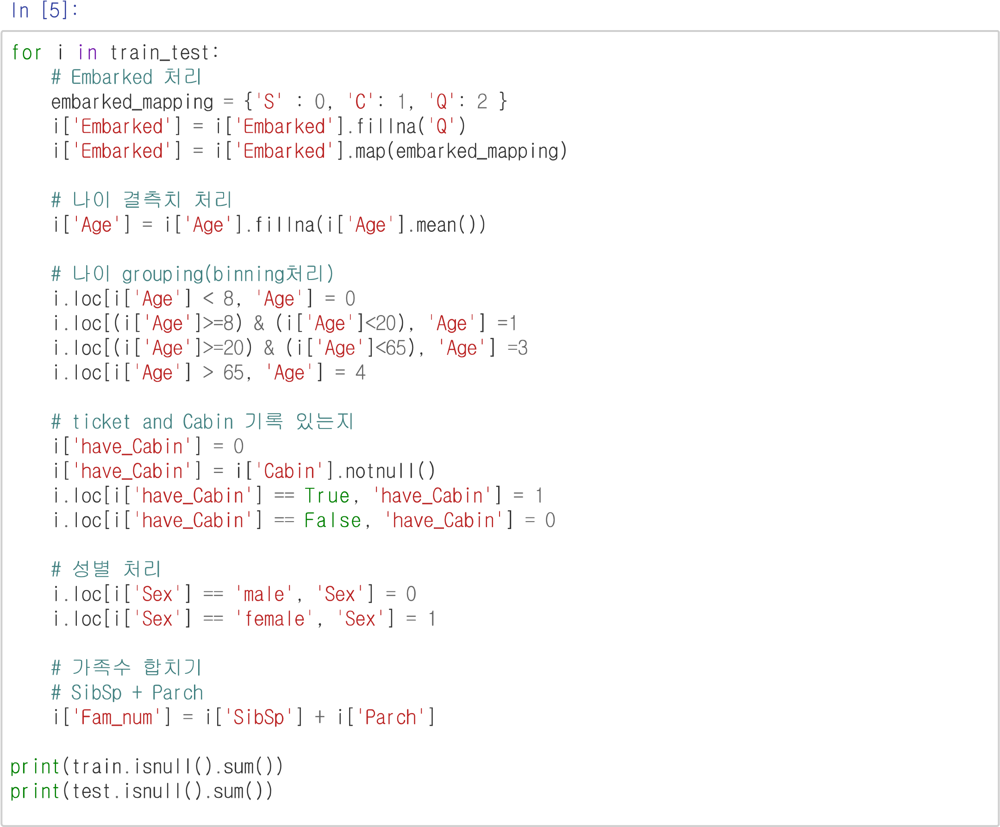 In [5]:
for i in train_test:
    # Embarked 처리
    embarked_mapping = {'S' : 0, 'C': 1, 'Q': 2 }
    i['Embarked'] = i['Embarked'].fillna('Q')
    i['Embarked'] = i['Embarked'].map(embarked_mapping)

    # 나이 결측치 처리
    i['Age'] = i['Age'].fillna(i['Age'].mean())

    # 나이 grouping(binning처리)
    i.loc[i['Age'] < 8, 'Age'] = 0
    i.loc[(i['Age']>=8) & (i['Age']<20), 'Age'] =1
    i.loc[(i['Age']>=20) & (i['Age']<65), 'Age'] =3
    i.loc[i['Age'] > 65, 'Age'] = 4

    # ticket and Cabin 기록 있는지
    i['have_Cabin'] = 0
    i['have_Cabin'] = i['Cabin'].notnull()
    i.loc[i['have_Cabin'] == True, 'have_Cabin'] = 1
    i.loc[i['have_Cabin'] == False, 'have_Cabin'] = 0

    # 성별 처리
    i.loc[i['Sex'] == 'male', 'Sex'] = 0
    i.loc[i['Sex'] == 'female', 'Sex'] = 1

    # 가족수 합치기
    # SibSp + Parch
    i['Fam_num'] = i['SibSp'] + i['Parch']

print(train.isnull().sum())
print(test.isnull().sum())